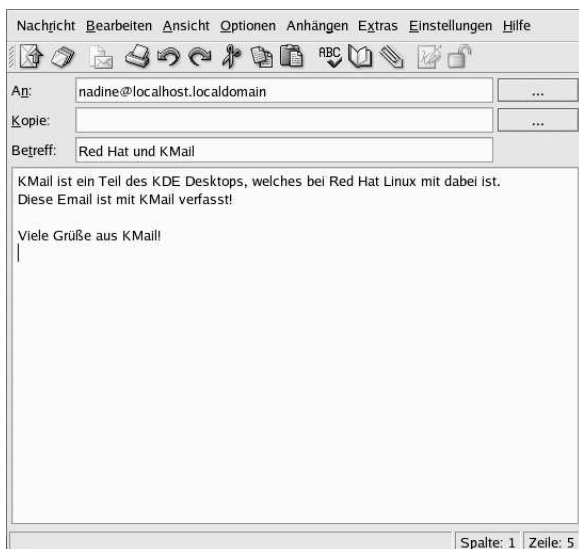 Nachricht Bearbeiten Ansicht Optionen Anhängen Extras Einstellungen Hilfe
ABC
An: nadine@localhost.localdomain ...
Kopie: ...
Betreff: Red Hat und KMail
KMail ist ein Teil des KDE Desktops, welches bei Red Hat Linux mit dabei ist.
Diese Email ist mit KMail verfasst!
Viele Grüße aus KMail!
Spalte: 1 Zeile: 5